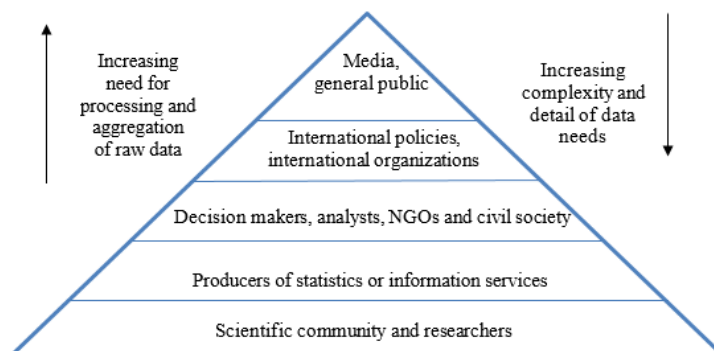 Increasing
need for
processing and
aggregation
of raw data
Media,
general public
Increasing
complexity and
detail of data
needs
International policies,
international organizations
Decision makers, analysts, NGOs and civil society
Producers of statistics or information services
Scientific community and researchers